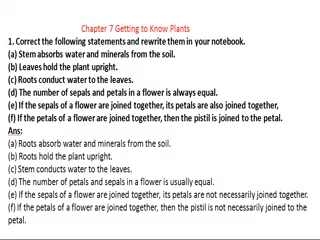 Chapter 7 Getting to Know Plants
1. Correct the following statements and rewrite them in your notebook.
(a) Stem absorbs water and minerals from the soil.
(b) Leaves hold the plant upright.
(c) Roots conduct water to the leaves.
(d) The number of sepals and petals in a flower is always equal.
(e) If the sepals of a flower are joined together, its petals are also joined together,
(f) If the petals of a flower are joined together, then the pistil is joined to the petal.
Ans:
(a) Roots absorb water and minerals from the soil.
(b) Roots hold the plant upright.
(c) Stem conducts water to the leaves.
(d) The number of petals and sepals in a flower is usually equal.
(e) If the sepals of a flower are joined together, its petals are not necessarily joined together.
(f) If the petals of a flower are joined together, then the pistil is not necessarily joined to the
petal.